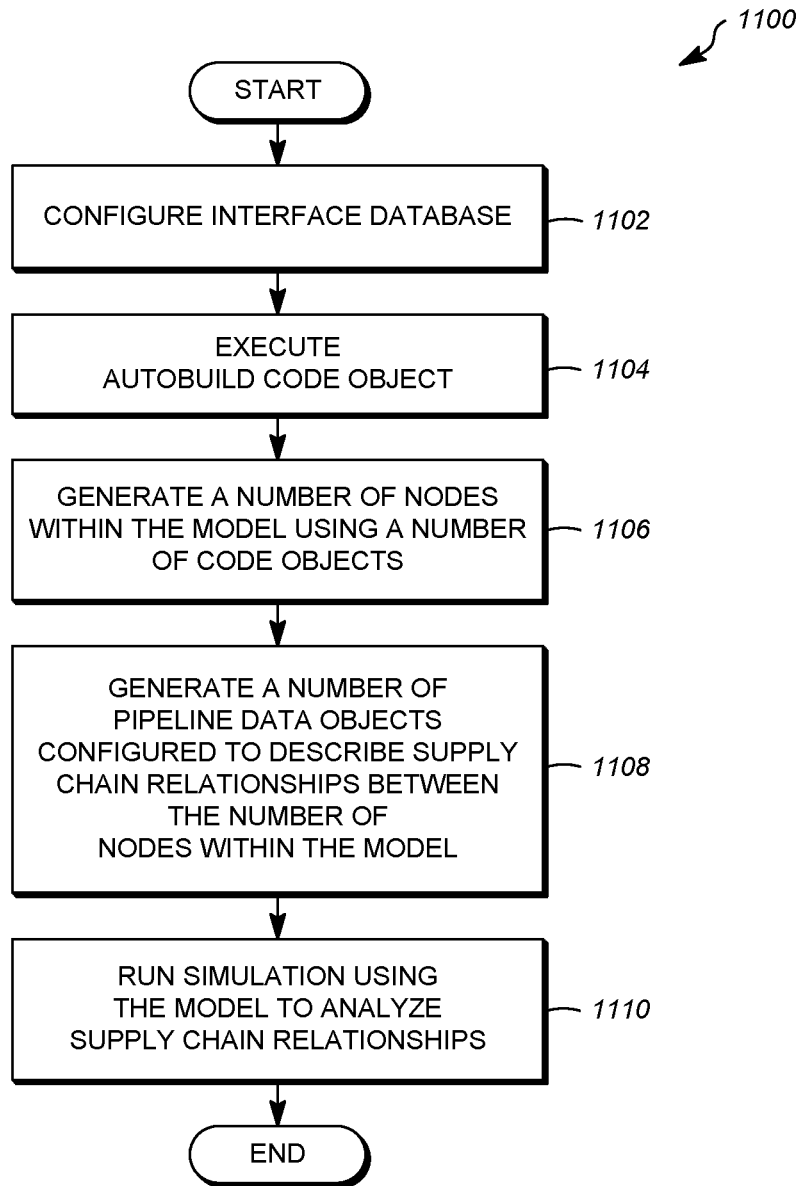 1100
START
CONFIGURE INTERFACE DATABASE
1102
EXECUTE
AUTOBUILD CODE OBJECT
1104
GENERATE A NUMBER OF NODES
WITHIN THE MODEL USING A NUMBER
OF CODE OBJECTS
1106
GENERATE A NUMBER OF
PIPELINE DATA OBJECTS
CONFIGURED TO DESCRIBE SUPPLY
CHAIN RELATIONSHIPS BETWEEN
THE NUMBER OF
NODES WITHIN THE MODEL
1108
RUN SIMULATION USING
THE MODEL TO ANALYZE
SUPPLY CHAIN RELATIONSHIPS
1110
END